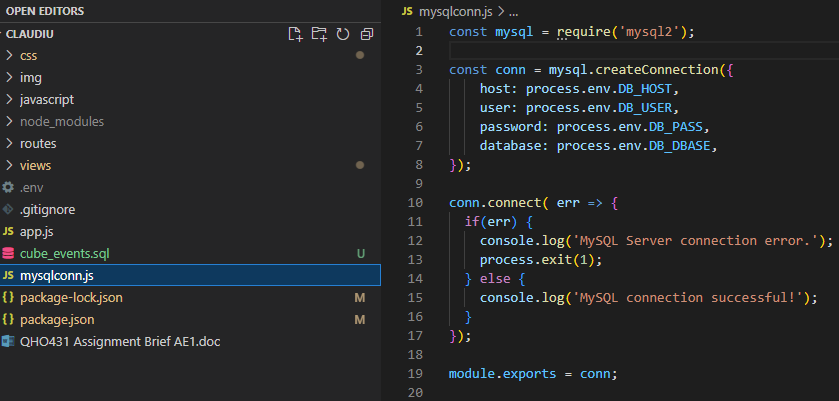 OPEN EDITORS
CLAUDIU
css
img
javascript
node_modules
routes
views
.env
.gitignore
JS app.js
cube_events.sql U
JS mysqlconn.js
{} package-lock.json M
{} package.json M
QHO431 Assignment Brief AE1.doc
JS mysqlconn.js > ...
1 const mysql = require('mysql2');
2
3 const conn = mysql.createConnection({
4 host: process.env.DB_HOST,
5 user: process.env.DB_USER,
6 password: process.env.DB_PASS,
7 database: process.env.DB_DBASE,
8 });
9
10 conn.connect( err => {
11 if(err) {
12 console.log('MySQL Server connection error.');
13 process.exit(1);
14 } else {
15 console.log('MySQL connection successful!');
16 }
17 });
18
19 module.exports = conn;
20